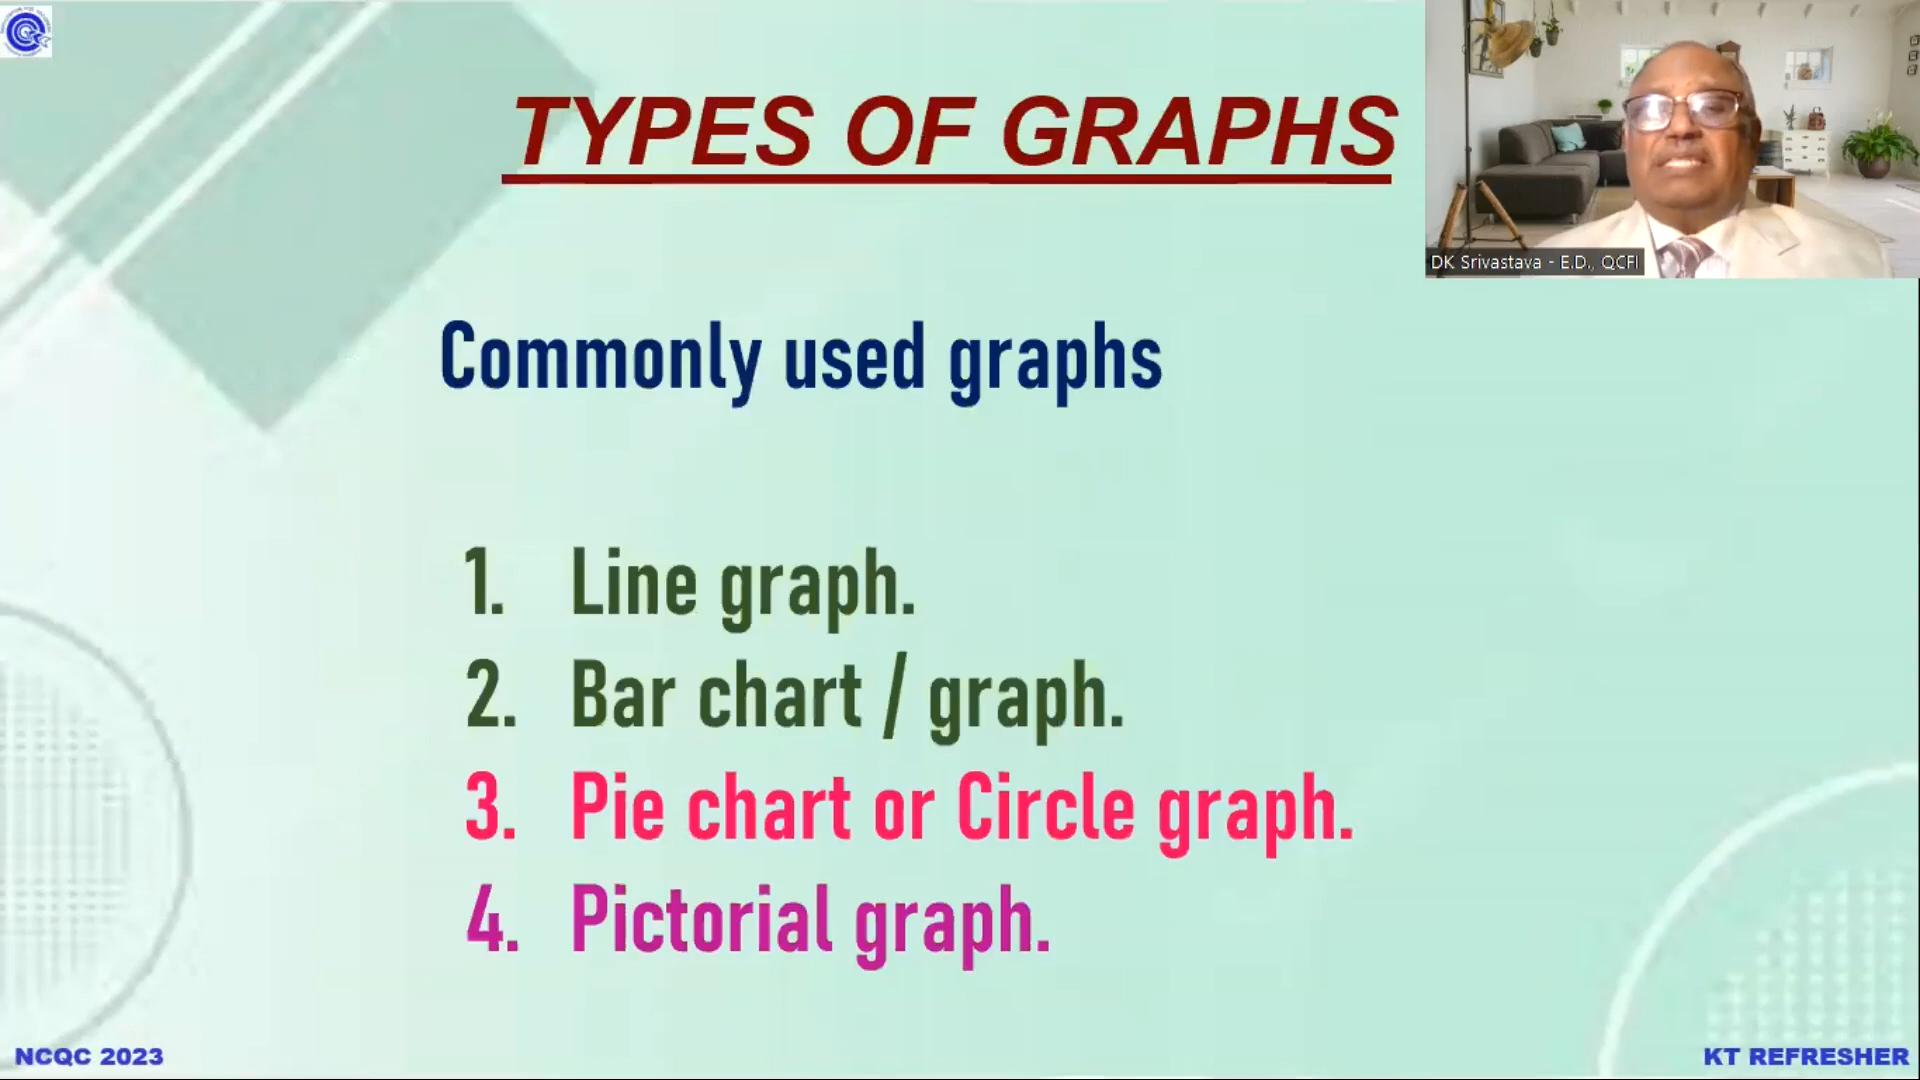 TYPES OF GRAPHS
DK Srivastava - E.D., QCFI
Commonly used graphs
1. Line graph.
2. Bar chart / graph.
3. Pie chart or Circle graph.
4. Pictorial graph.
NCQC 2023
KT REFRESHER